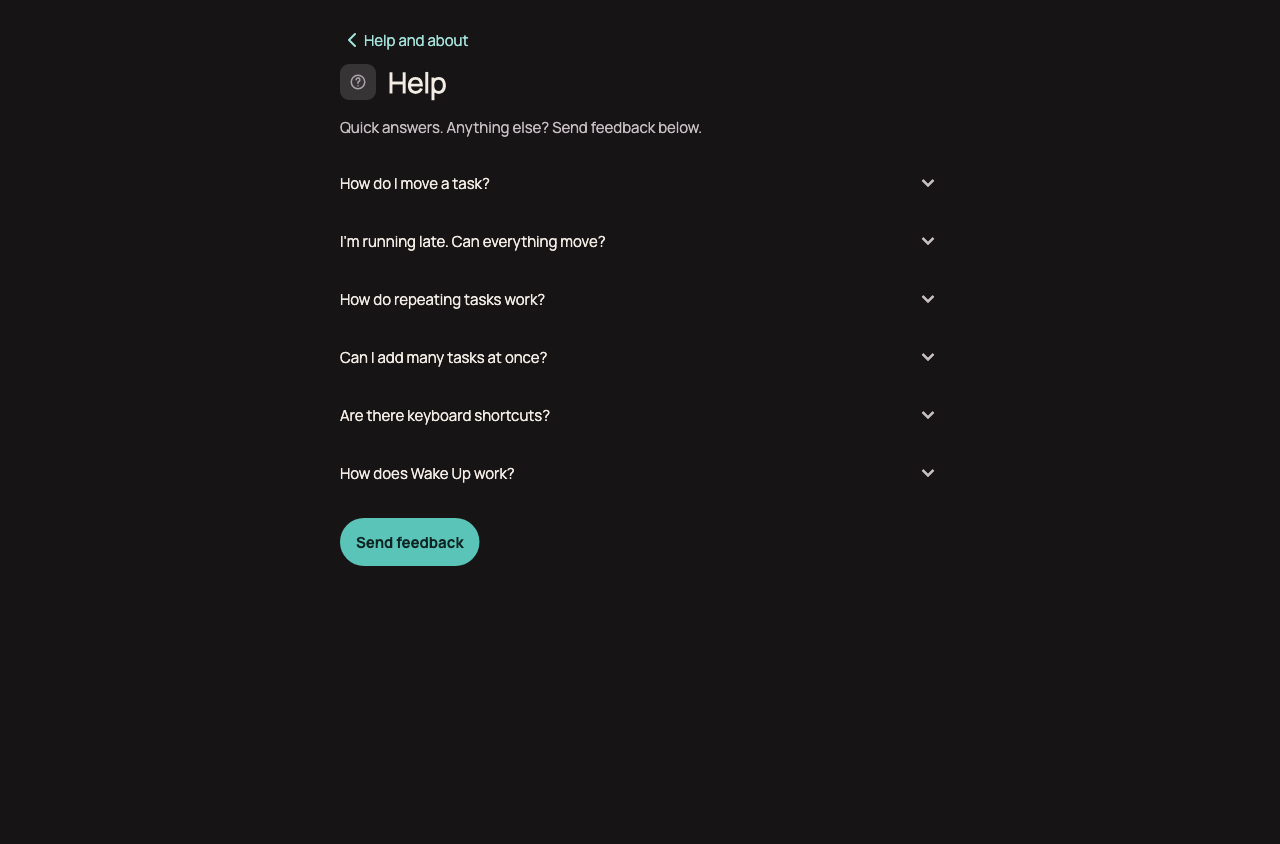 Help and about
Help
Quick answers. Anything else? Send feedback below.
How do I move a task?
I'm running late. Can everything move?
How do repeating tasks work?
Can I add many tasks at once?
Are there keyboard shortcuts?
How does Wake Up work?
Send feedback